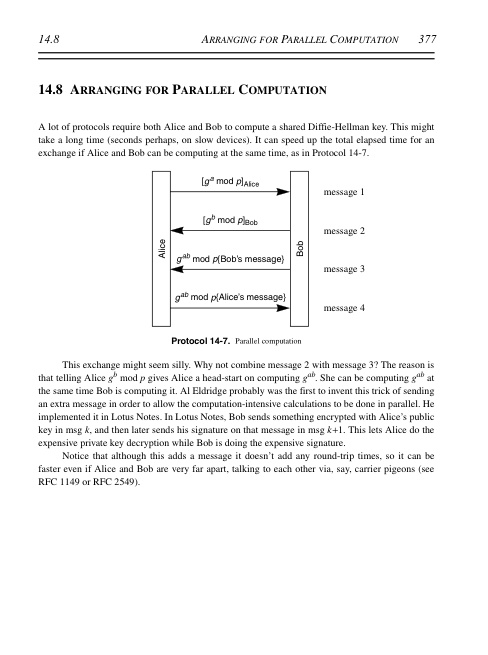 14.8 ARRANGING FOR PARALLEL COMPUTATION 377
14.8 ARRANGING FOR PARALLEL COMPUTATION
A lot of protocols require both Alice and Bob to compute a shared Diffie-Hellman key. This might
take a long time (seconds perhaps, on slow devices). It can speed up the total elapsed time for an
exchange if Alice and Bob can be computing at the same time, as in Protocol 14-7.
Alice
Bob
[gᵃ mod p]Alice
message 1
[gᵇ mod p]Bob
message 2
gᵃᵇ mod p{Bob's message}
message 3
gᵃᵇ mod p{Alice's message}
message 4
Protocol 14-7. Parallel computation
This exchange might seem silly. Why not combine message 2 with message 3? The reason is
that telling Alice gᵇ mod p gives Alice a head-start on computing gᵃᵇ. She can be computing gᵃᵇ at
the same time Bob is computing it. Al Eldridge probably was the first to invent this trick of sending
an extra message in order to allow the computation-intensive calculations to be done in parallel. He
implemented it in Lotus Notes. In Lotus Notes, Bob sends something encrypted with Alice's public
key in msg k, and then later sends his signature on that message in msg k+1. This lets Alice do the
expensive private key decryption while Bob is doing the expensive signature.
Notice that although this adds a message it doesn't add any round-trip times, so it can be
faster even if Alice and Bob are very far apart, talking to each other via, say, carrier pigeons (see
RFC 1149 or RFC 2549).